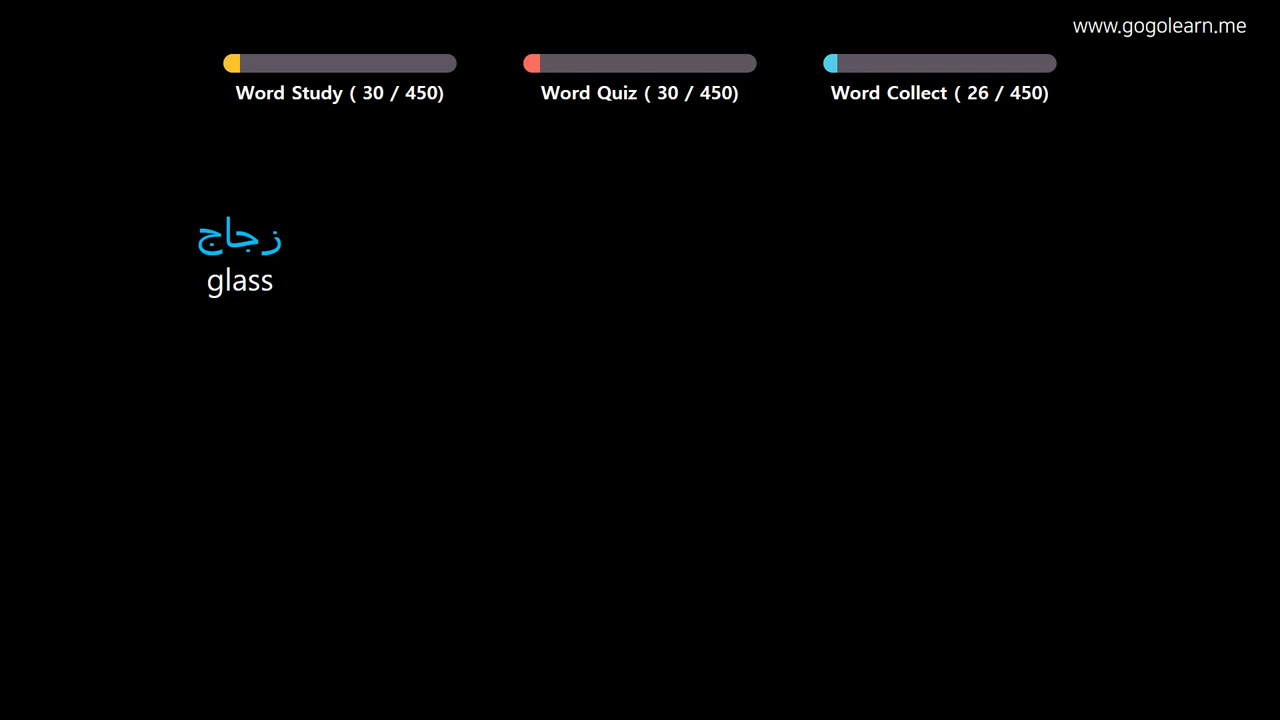 www.gogolearn.me
Word Study ( 30 / 450)
Word Quiz ( 30 / 450)
Word Collect ( 26 / 450)
زجاج
glass